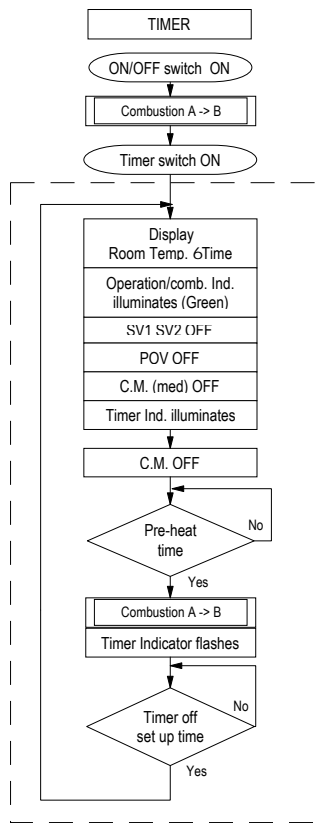 TIMER
ON/OFF switch ON
Combustion A -> B
Timer switch ON
Display
Room Temp. 6Time
Operation/comb. Ind.
illuminates (Green)
SV1 SV2 OFF
POV OFF
C.M. (med) OFF
Timer Ind. illuminates
C.M. OFF
Pre-heat
time
No
Yes
Combustion A -> B
Timer Indicator flashes
Timer off
set up time
No
Yes